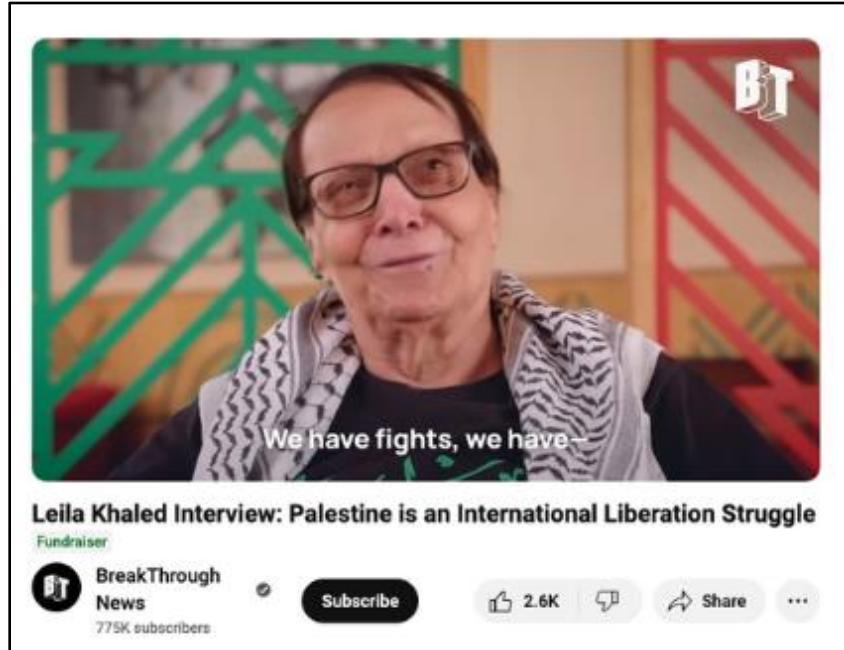 BT
We have fights, we have—
Leila Khaled Interview: Palestine is an International Liberation Struggle
Fundraiser
BT
BreakThrough
News
775K subscribers
Subscribe
2.6K
Share